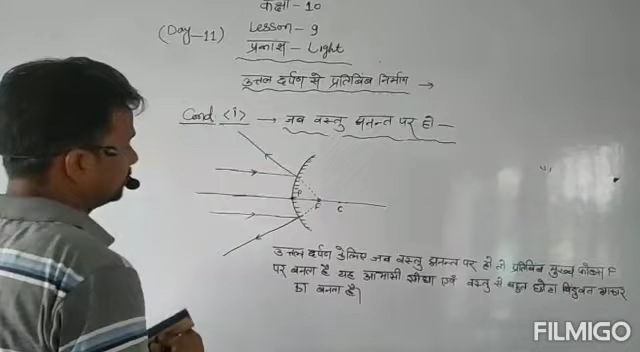 कक्षा - 10
(Day-11) Lesson - 9
प्रकाश - Light
उत्तल दर्पण से प्रतिबिंब निर्माण →
Cond (i) → जब वस्तु अनन्त पर हो -
P F C
उत्तल दर्पण के लिए जब वस्तु अनन्त पर हो तो प्रतिबिंब मुख्य फोकस F
पर बनता है यह आभासी सीधा एवं वस्तु से बहुत छोटा बिंदुवत आकार
का बनता है।
FILMIGO